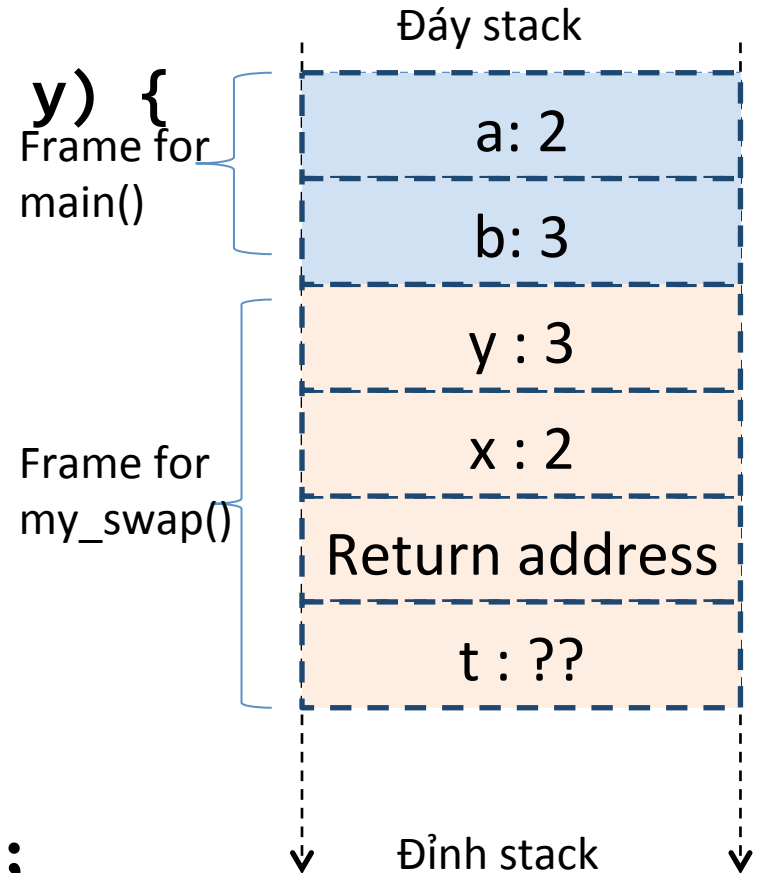 Đáy stack
y) {
Frame for
main()
a: 2
b: 3
y : 3
x : 2
Frame for
my_swap()
Return address
t : ??
;
Đỉnh stack